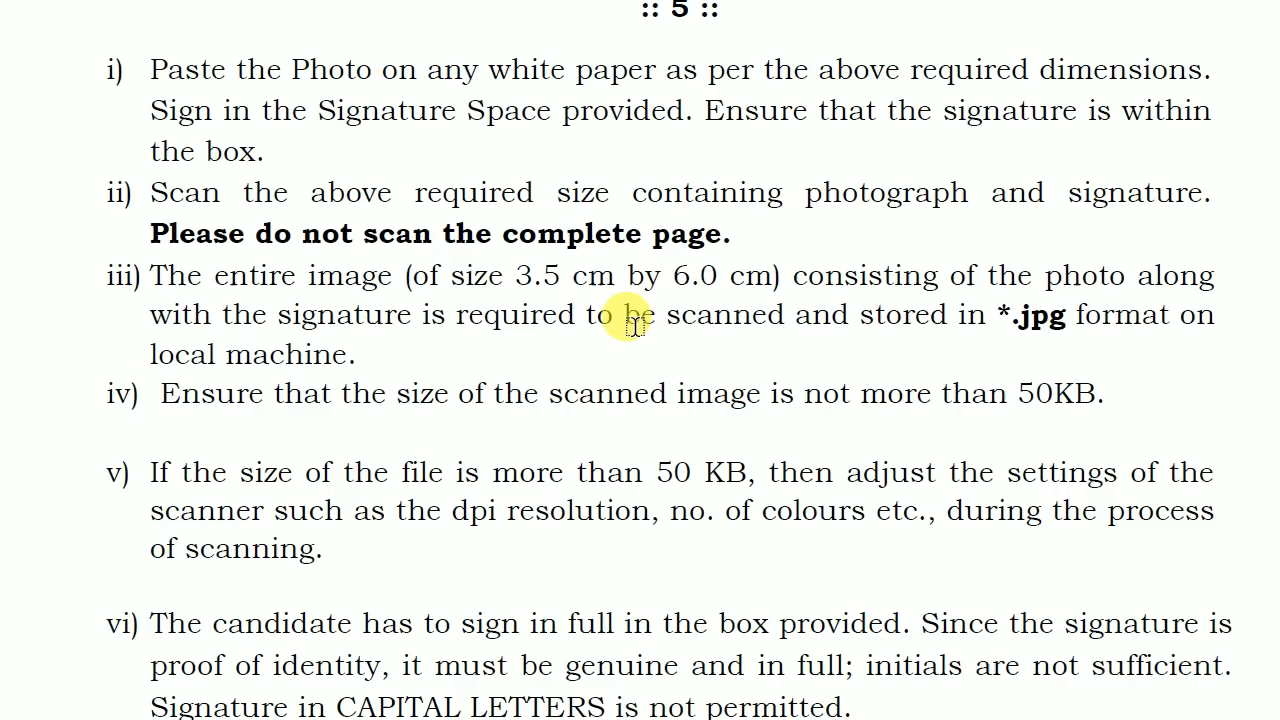 :: 5 ::
i) Paste the Photo on any white paper as per the above required dimensions.
Sign in the Signature Space provided. Ensure that the signature is within
the box.
ii) Scan the above required size containing photograph and signature.
Please do not scan the complete page.
iii) The entire image (of size 3.5 cm by 6.0 cm) consisting of the photo along
with the signature is required to be scanned and stored in *.jpg format on
local machine.
iv) Ensure that the size of the scanned image is not more than 50KB.
v) If the size of the file is more than 50 KB, then adjust the settings of the
scanner such as the dpi resolution, no. of colours etc., during the process
of scanning.
vi) The candidate has to sign in full in the box provided. Since the signature is
proof of identity, it must be genuine and in full; initials are not sufficient.
Signature in CAPITAL LETTERS is not permitted.